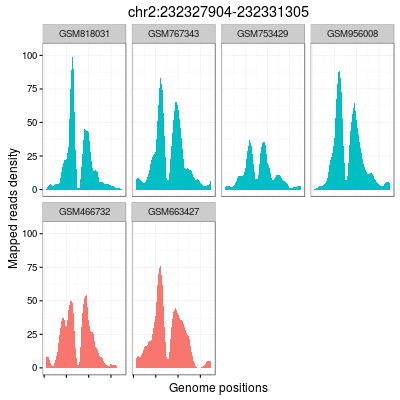 chr2:232327904-232331305
GSM818031 GSM767343 GSM753429 GSM956008
100
75
50
25
0
Mapped reads density
GSM466732 GSM663427
100
75
50
25
0
Genome positions